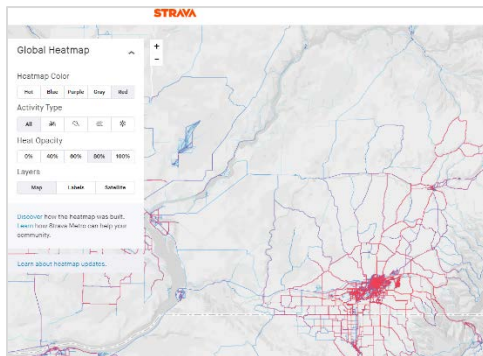 STRAVA
Global Heatmap
+
−
Heatmap Color
Hot Blue Purple Gray Red
Activity Type
All
Heat Opacity
0% 40% 60% 80% 100%
Layers
Map Labels Satellite
Discover how the heatmap was built.
Learn how Strava Metro can help your
community.
Learn about heatmap updates.